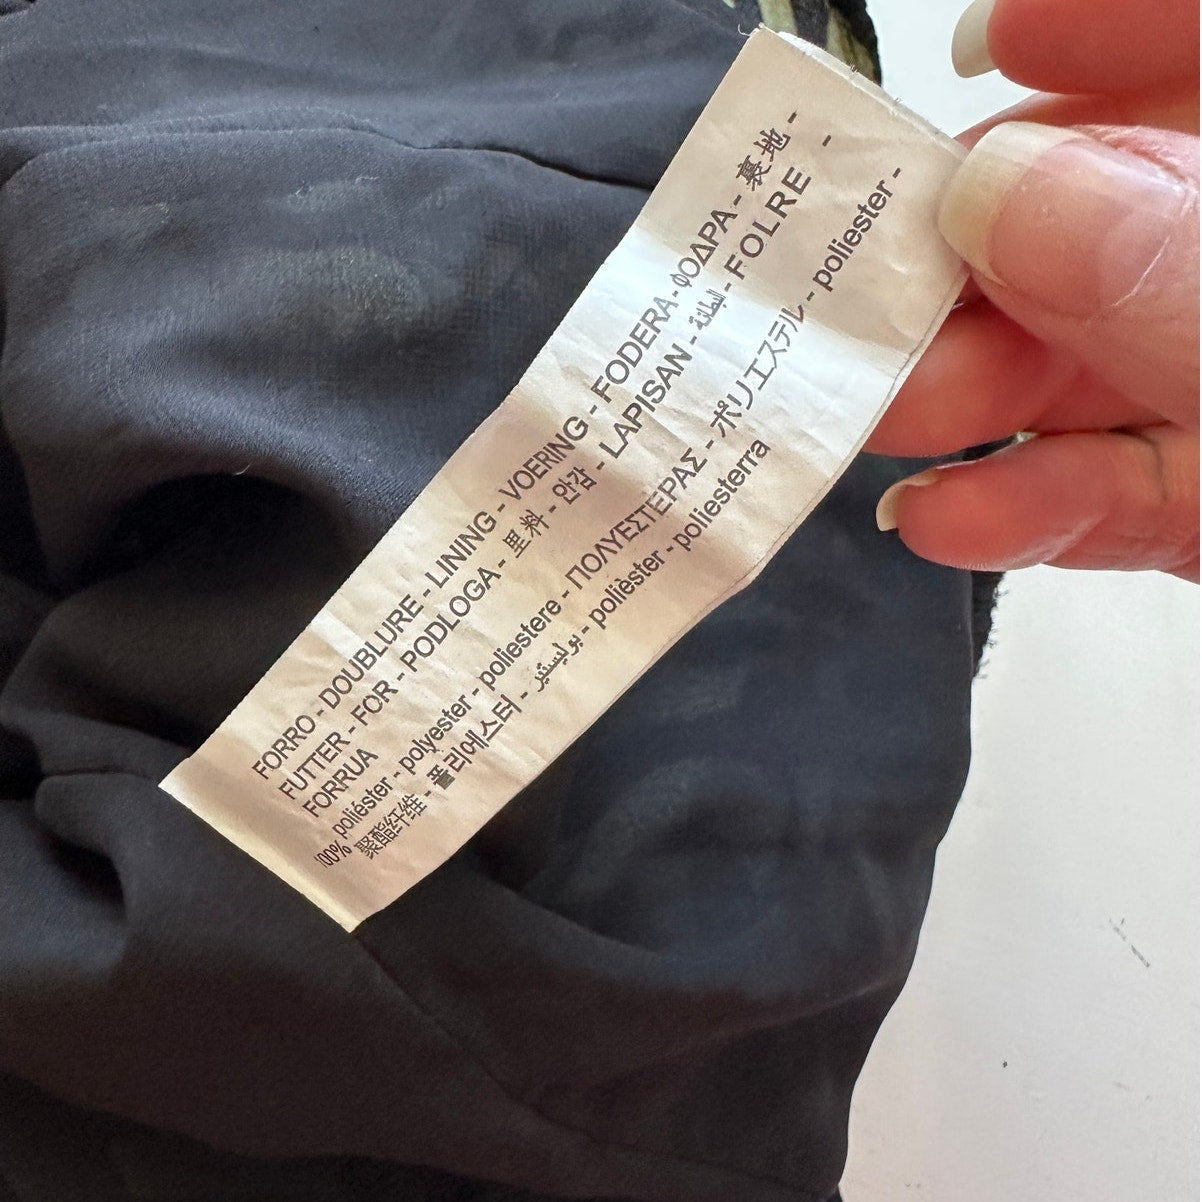 FORRO - DOUBLURE - LINING - VOERING - FODERA - ΦΟΔΡΑ - 裏地 -
FUTTER - FOR - PODLOGA - 里料 - 안감 - LAPISAN - البطانة - FOLRE -
FORRUA
100% poliéster - polyester - poliestere - ΠΟΛΥΕΣΤΕΡΑΣ - ポリエステル - poliester -
聚酯纤维 - 폴리에스터 - بوليستير - polièster - poliesterra